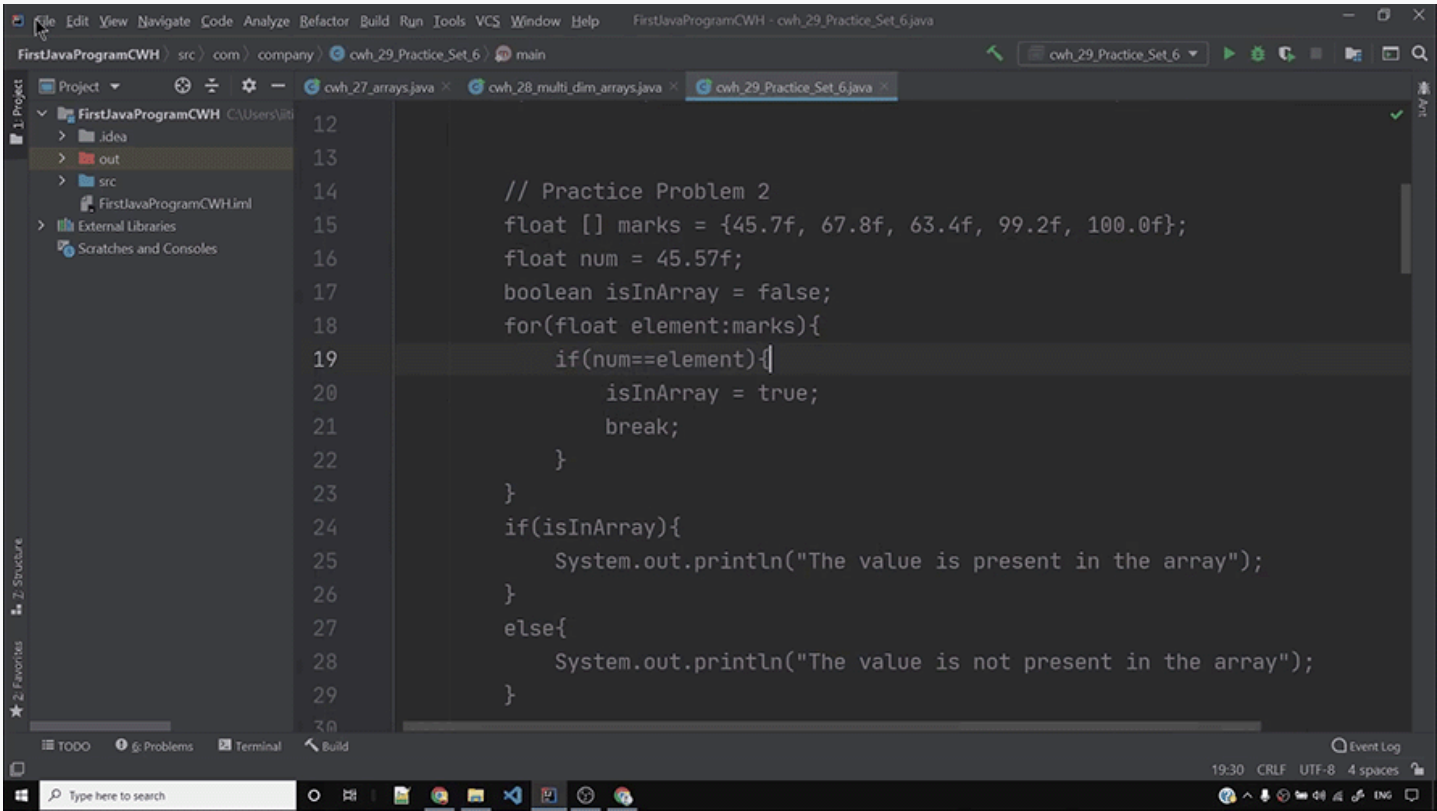 File Edit View Navigate Code Analyze Refactor Build Run Tools VCS Window Help FirstJavaProgramCWH - cwh_29_Practice_Set_6.java
FirstJavaProgramCWH src com company cwh_29_Practice_Set_6 main cwh_29_Practice_Set_6
1: Project
Project cwh_27_arrays.java cwh_28_multi_dim_arrays.java cwh_29_Practice_Set_6.java
Ant
FirstJavaProgramCWH
.idea
out
src
FirstJavaProgramCWH.iml
External Libraries
Scratches and Consoles
12
13
14 // Practice Problem 2
15 float [] marks = {45.7f, 67.8f, 63.4f, 99.2f, 100.0f};
16 float num = 45.57f;
17 boolean isInArray = false;
18 for(float element:marks){
19 if(num==element){
20 isInArray = true;
21 break;
22 }
23 }
24 if(isInArray){
25 System.out.println("The value is present in the array");
26 }
27 else{
28 System.out.println("The value is not present in the array");
29 }
30
Z: Structure
2: Favorites
TODO 6: Problems Terminal Build Event Log
19:30 CRLF UTF-8 4 spaces
Type here to search ENG